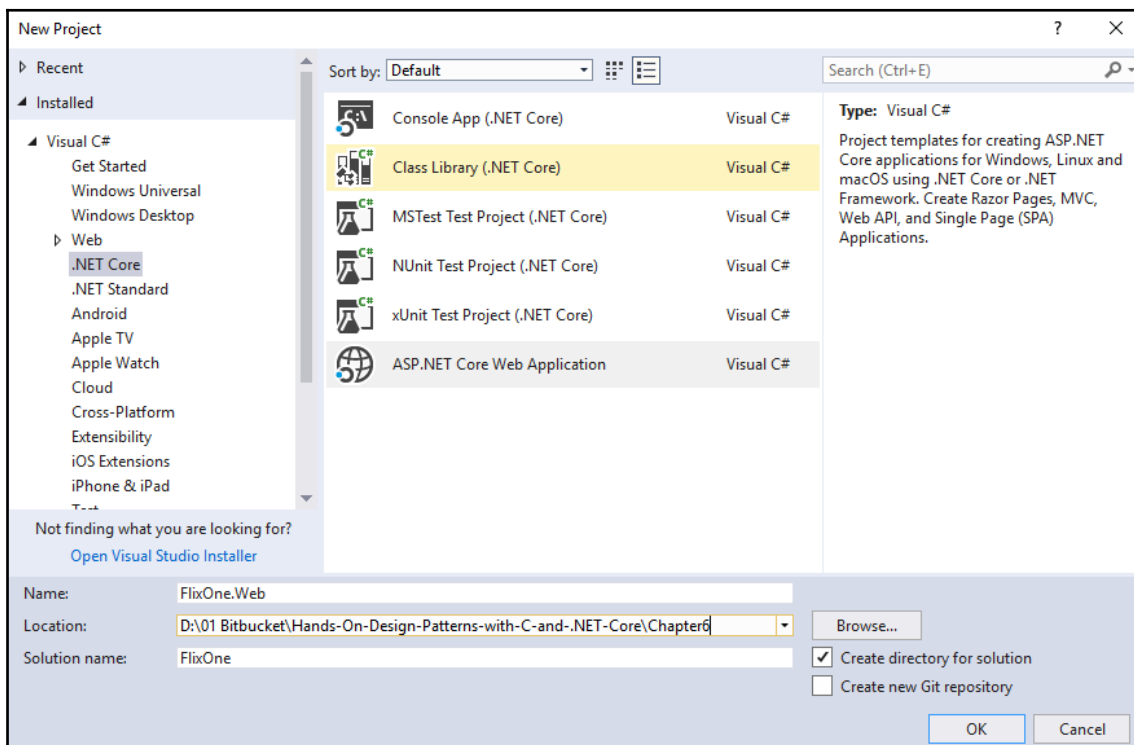 New Project
?
Recent
Installed
Visual C#
Get Started
Windows Universal
Windows Desktop
Web
.NET Core
.NET Standard
Android
Apple TV
Apple Watch
Cloud
Cross-Platform
Extensibility
iOS Extensions
iPhone & iPad
Not finding what you are looking for?
Open Visual Studio Installer
Sort by: Default
Console App (.NET Core) Visual C#
Class Library (.NET Core) Visual C#
MSTest Test Project (.NET Core) Visual C#
NUnit Test Project (.NET Core) Visual C#
xUnit Test Project (.NET Core) Visual C#
ASP.NET Core Web Application Visual C#
Search (Ctrl+E)
Type: Visual C#
Project templates for creating ASP.NET
Core applications for Windows, Linux and
macOS using .NET Core or .NET
Framework. Create Razor Pages, MVC,
Web API, and Single Page (SPA)
Applications.
Name: FlixOne.Web
Location: D:\01 Bitbucket\Hands-On-Design-Patterns-with-C-and-.NET-Core\Chapter6
Browse...
Solution name: FlixOne
Create directory for solution
Create new Git repository
OK
Cancel